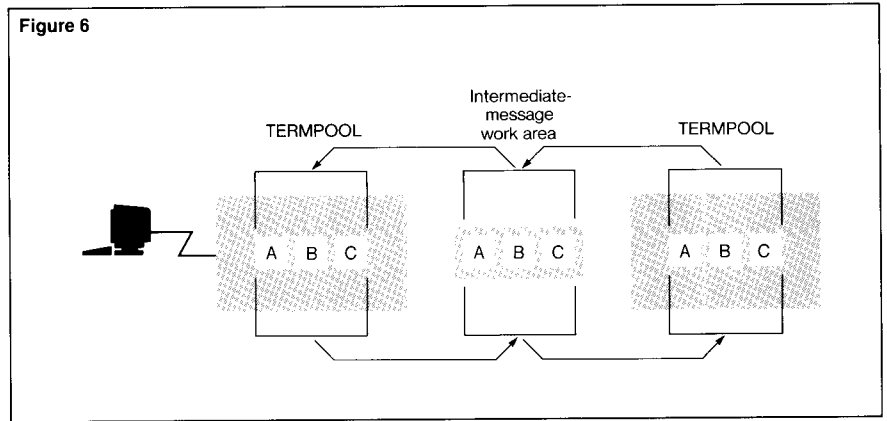 Figure 6
Intermediate-
message
work area
TERMPOOL
TERMPOOL
A B C
A B C
A B C